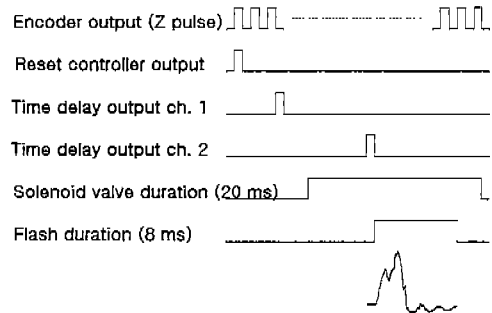 Encoder output (Z pulse)
Reset controller output
Time delay output ch. 1
Time delay output ch. 2
Solenoid valve duration (20 ms)
Flash duration (8 ms)